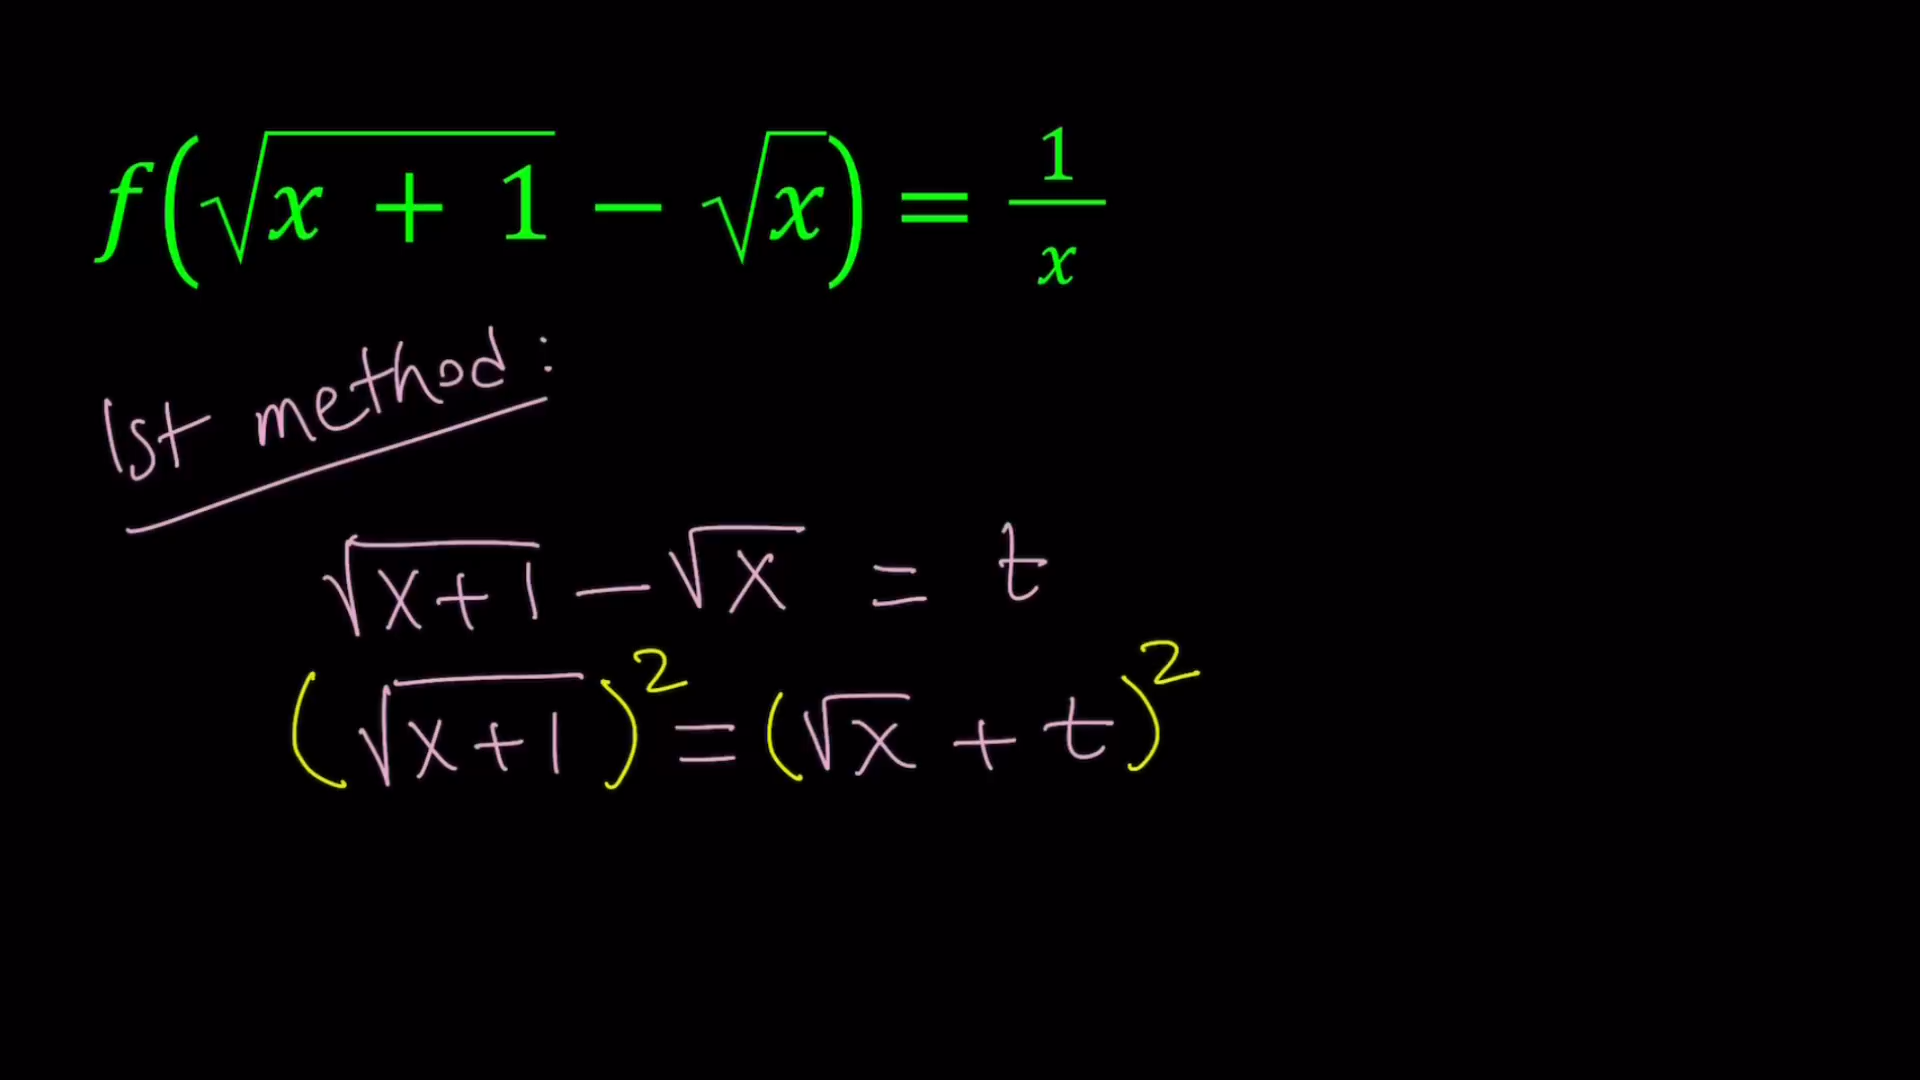 f(√(x + 1) − √x) = 1/x
1st method:
√(x+1) − √x = t
(√(x+1))² = (√x + t)²